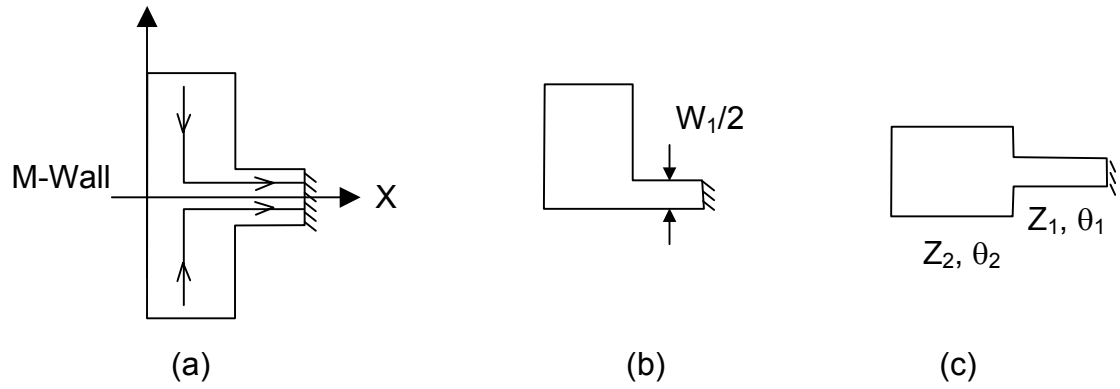 M-Wall
X
W₁/2
Z₁, θ₁
Z₂, θ₂
(a)
(b)
(c)